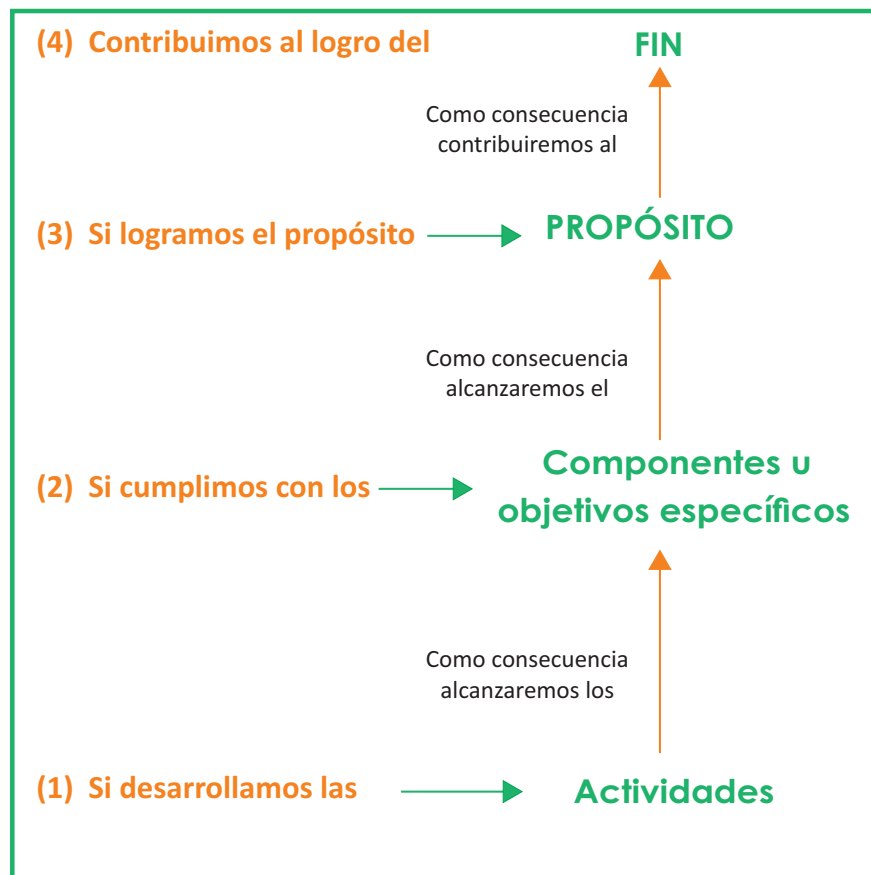 (4) Contribuimos al logro del FIN
Como consecuencia
contribuiremos al
(3) Si logramos el propósito PROPÓSITO
Como consecuencia
alcanzaremos el
(2) Si cumplimos con los Componentes u
objetivos específicos
Como consecuencia
alcanzaremos los
(1) Si desarrollamos las Actividades